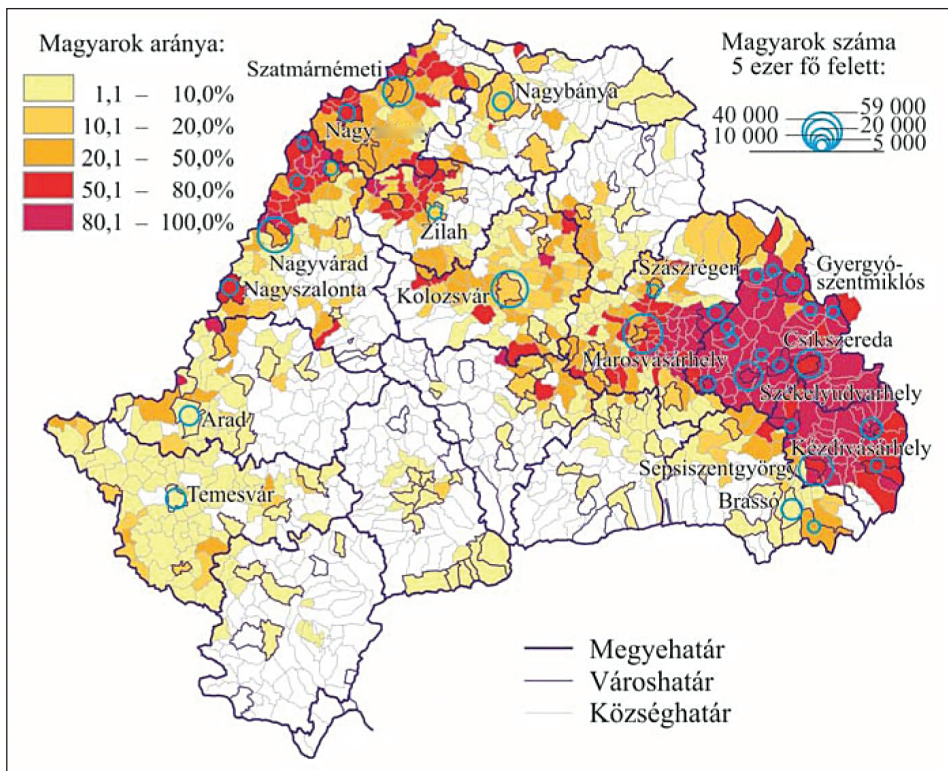 Magyarok aránya:
1,1 – 10,0%
10,1 – 20,0%
20,1 – 50,0%
50,1 – 80,0%
80,1 – 100,0%
Magyarok száma
5 ezer fő felett:
40 000
10 000
59 000
20 000
5 000
Szatmárnémeti
Nagybánya
Zilah
Nagyvárad
Nagyszalonta
Kolozsvár
Szászrégen
Gyergyó-
szentmiklós
Marosvásárhely
Csíkszereda
Székelyudvarhely
Arad
Kézdivásárhely
Sepsiszentgyörgy
Temesvár
Brassó
Megyehatár
Városhatár
Községhatár